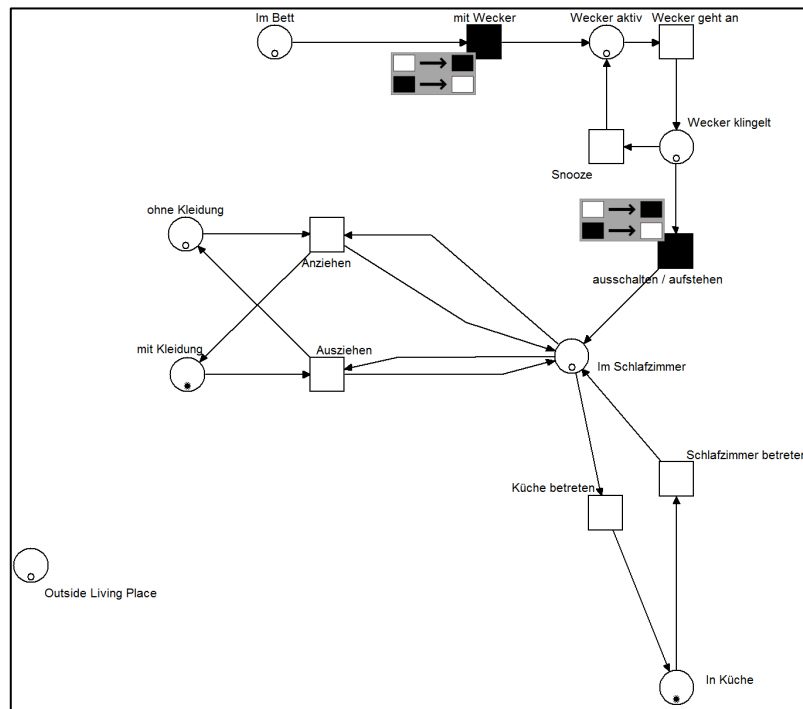 Im Bett
mit Wecker
Wecker aktiv
Wecker geht an
Wecker klingelt
Snooze
ohne Kleidung
Anziehen
ausschalten / aufstehen
mit Kleidung
Ausziehen
Im Schlafzimmer
Schlafzimmer betreten
Küche betreten
Outside Living Place
In Küche